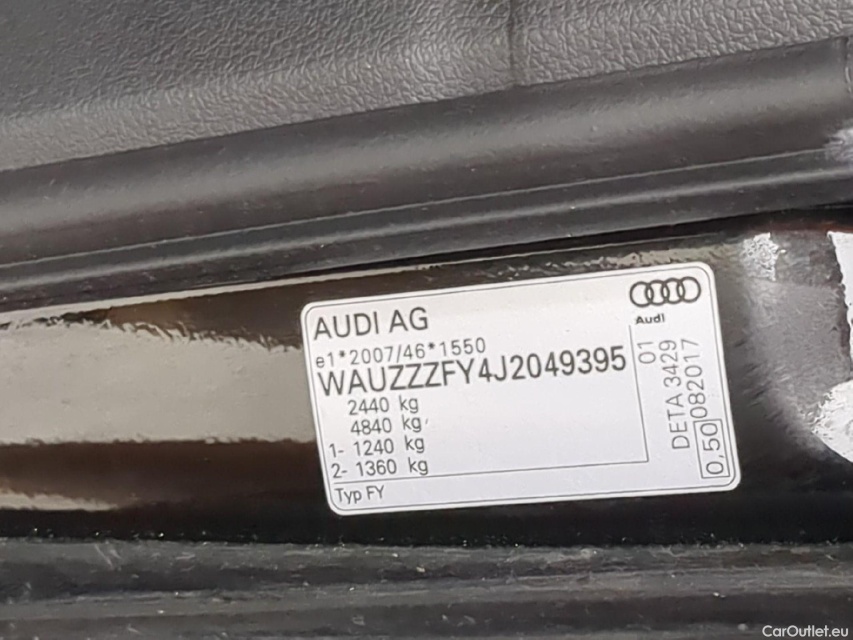 AUDI AG
Audi
e1*2007/46*1550
WAUZZZFY4J2049395
2440 kg
4840 kg
1- 1240 kg
2- 1360 kg
Typ FY
01
DETA 3429
0,50 082017
CarOutlet.eu